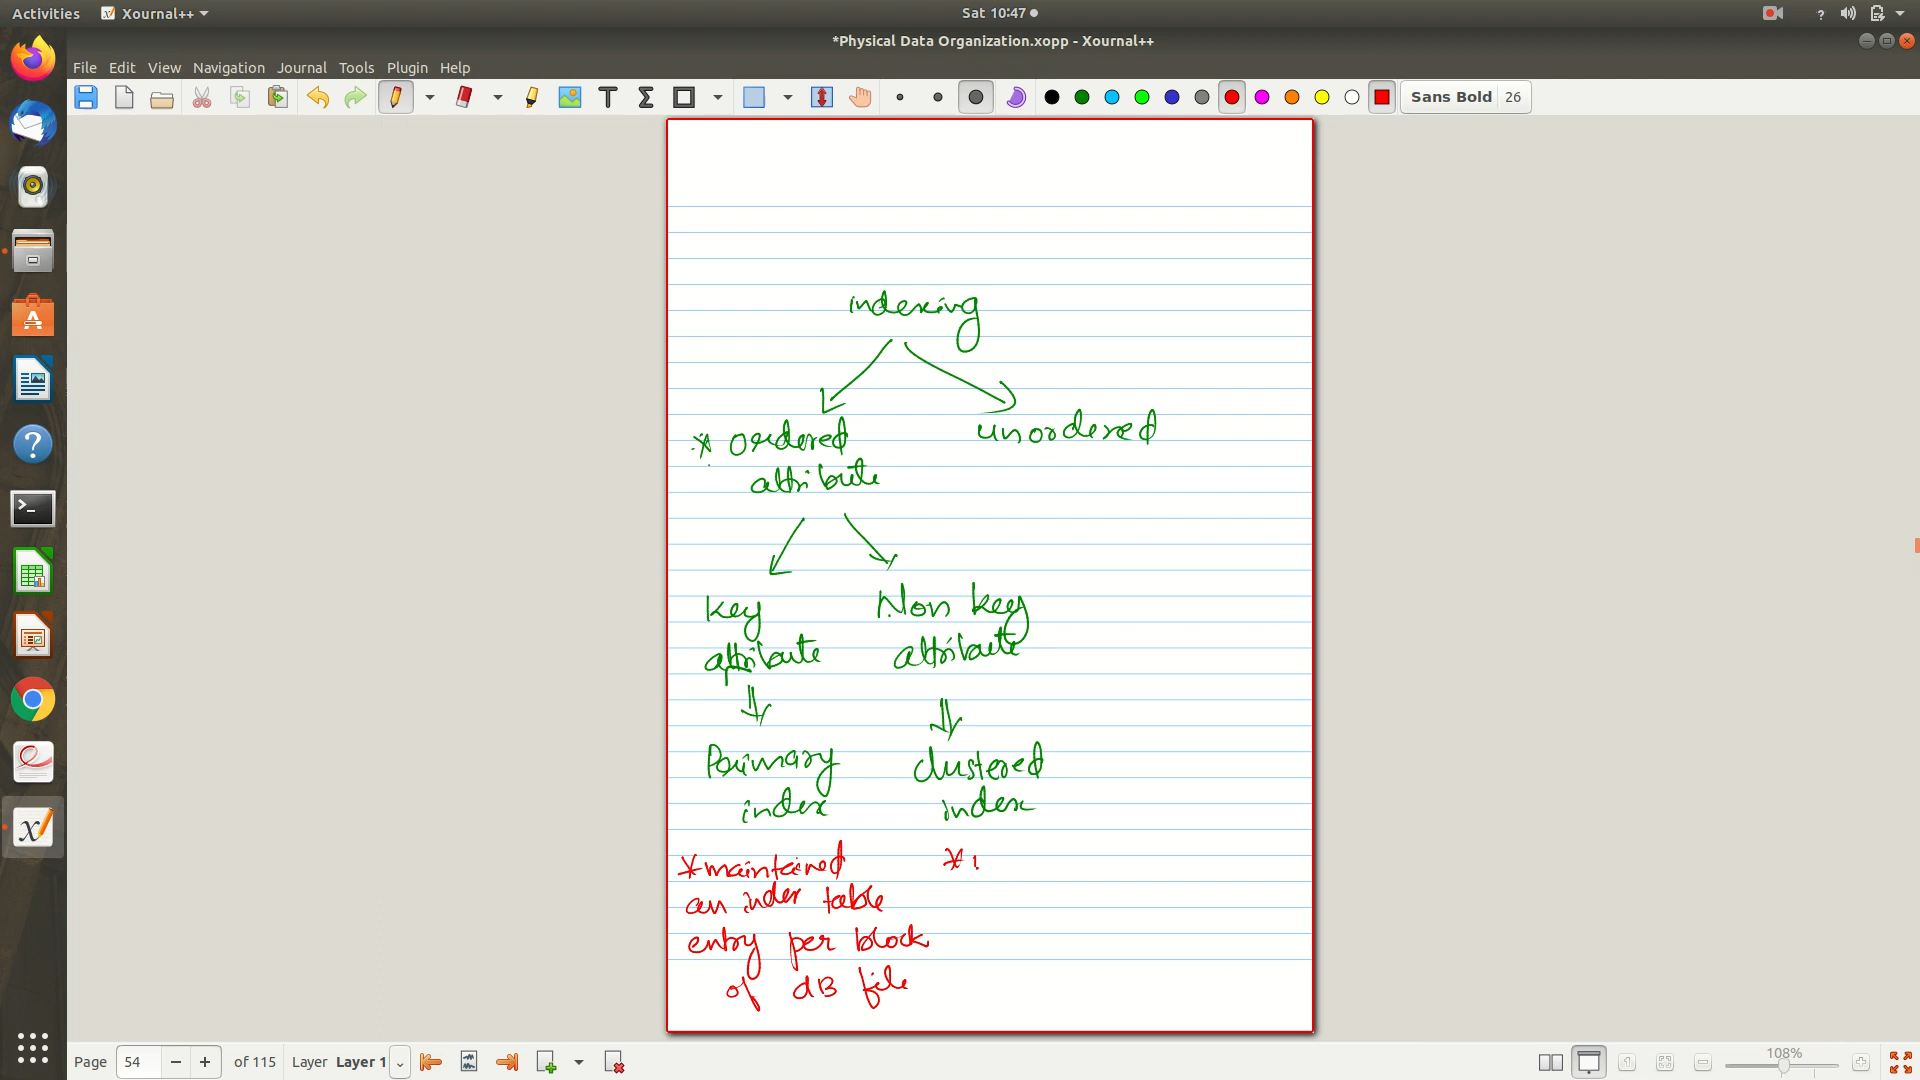 Activities Xournal++ Sat 10:47
*Physical Data Organization.xopp - Xournal++
File Edit View Navigation Journal Tools Plugin Help
Sans Bold 26
indexing
* ordered unordered
attribute
key Non key
attribute attribute
Primary clustered
index index
* maintained *
an index table
entry per block
of dB file
Page 54 of 115 Layer Layer 1 108%